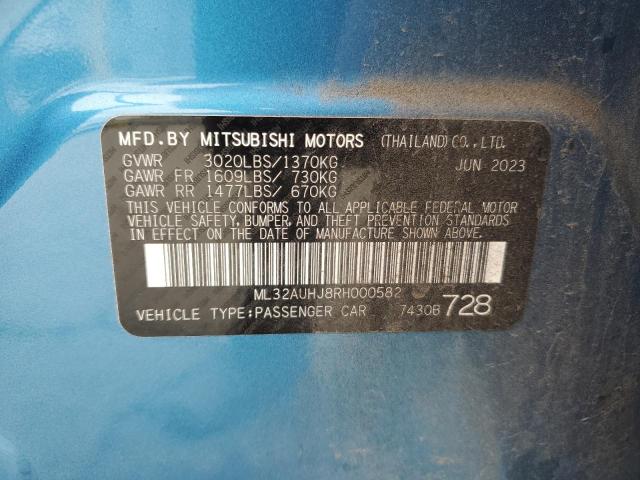 MFD.BY MITSUBISHI MOTORS (THAILAND)CO.,LTD.
GVWR 3020LBS/1370KG JUN 2023
GAWR FR 1609LBS/ 730KG
GAWR RR 1477LBS/ 670KG
THIS VEHICLE CONFORMS TO ALL APPLICABLE FEDERAL MOTOR
VEHICLE SAFETY, BUMPER, AND THEFT PREVENTION STANDARDS
IN EFFECT ON THE DATE OF MANUFACTURE SHOWN ABOVE.
ML32AUHJ8RH000582
VEHICLE TYPE:PASSENGER CAR 7430B 728